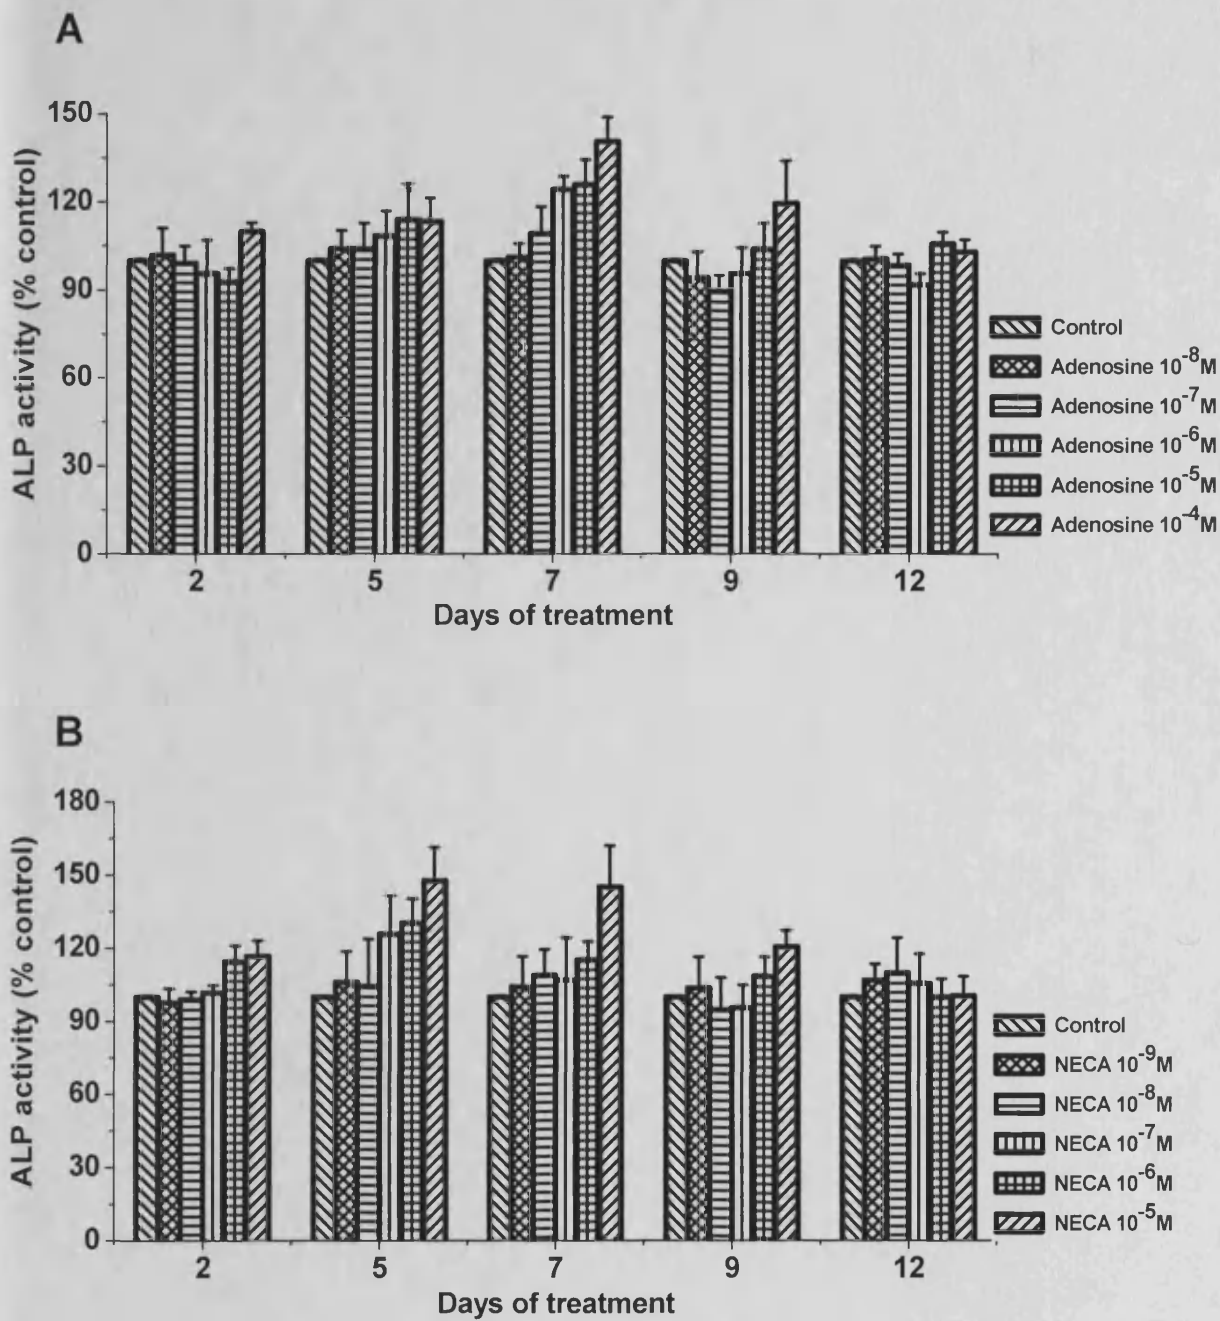 A
150
120
90
60
30
0
ALP activity (% control)
2 5 7 9 12
Days of treatment
Control
Adenosine 10⁻⁸M
Adenosine 10⁻⁷M
Adenosine 10⁻⁶M
Adenosine 10⁻⁵M
Adenosine 10⁻⁴M
B
180
150
120
90
60
30
0
ALP activity (% control)
2 5 7 9 12
Days of treatment
Control
NECA 10⁻⁹M
NECA 10⁻⁸M
NECA 10⁻⁷M
NECA 10⁻⁶M
NECA 10⁻⁵M